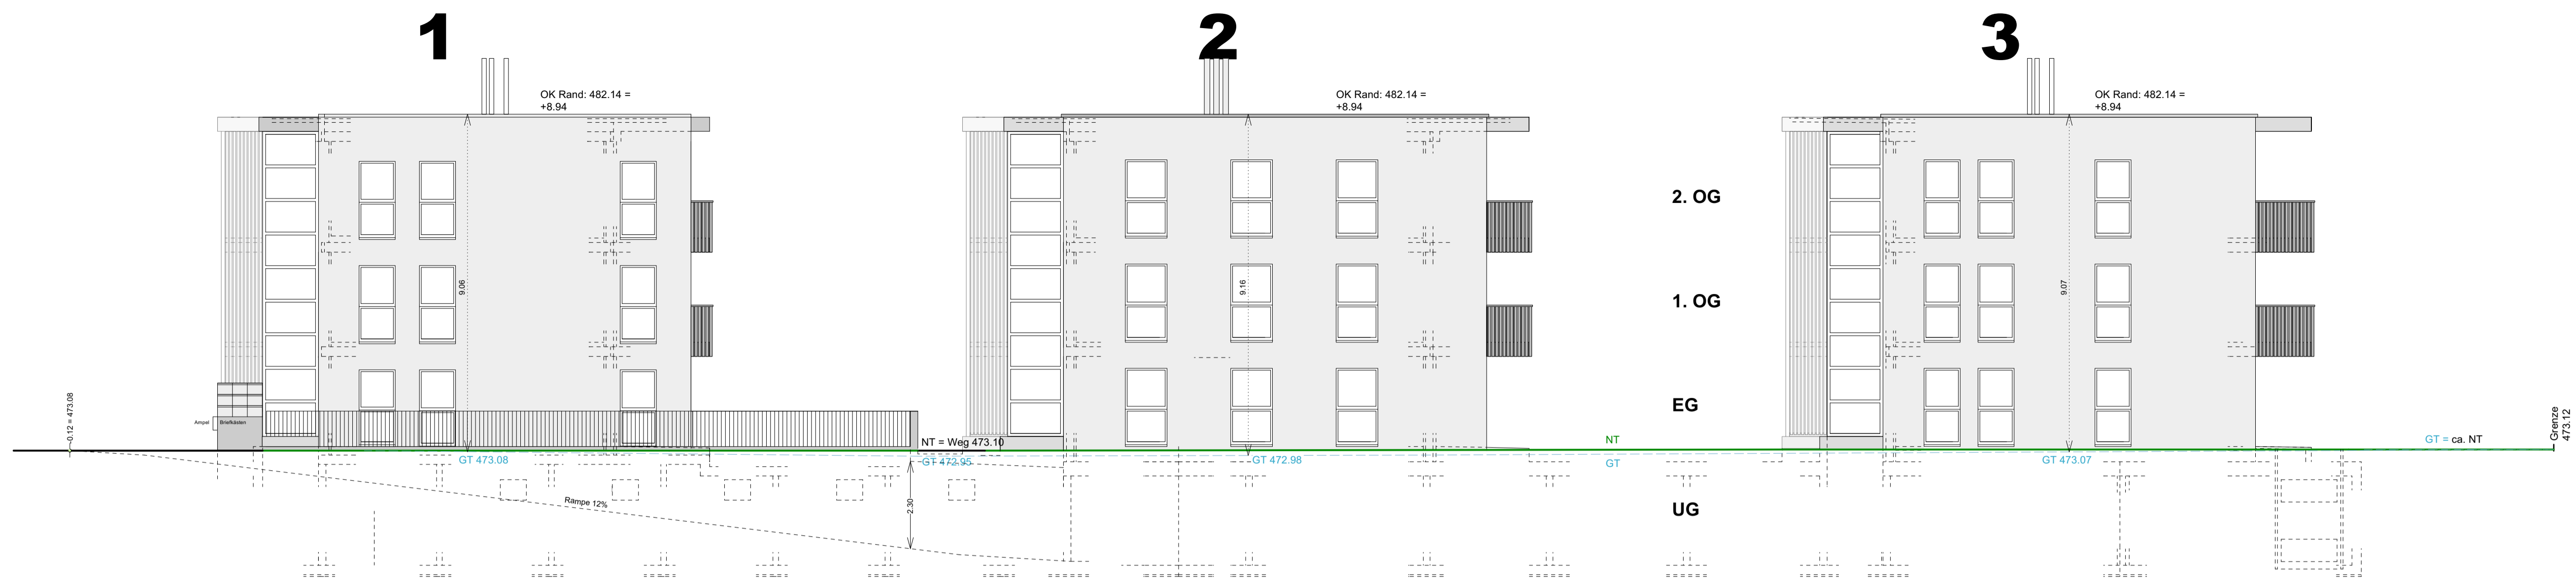 1
2
3
OK Rand: 482.14 =
+8.94
OK Rand: 482.14 =
+8.94
OK Rand: 482.14 =
+8.94
2. OG
9.06
9.16
1. OG
9.07
-0.12 = 473.08
EG
Grenze
473.12
Ampel
Briefkästen
NT = Weg 473.10
NT
GT = ca. NT
GT 473.08
GT 472.95
GT 472.98
GT
GT 473.07
Rampe 12%
2.30
UG